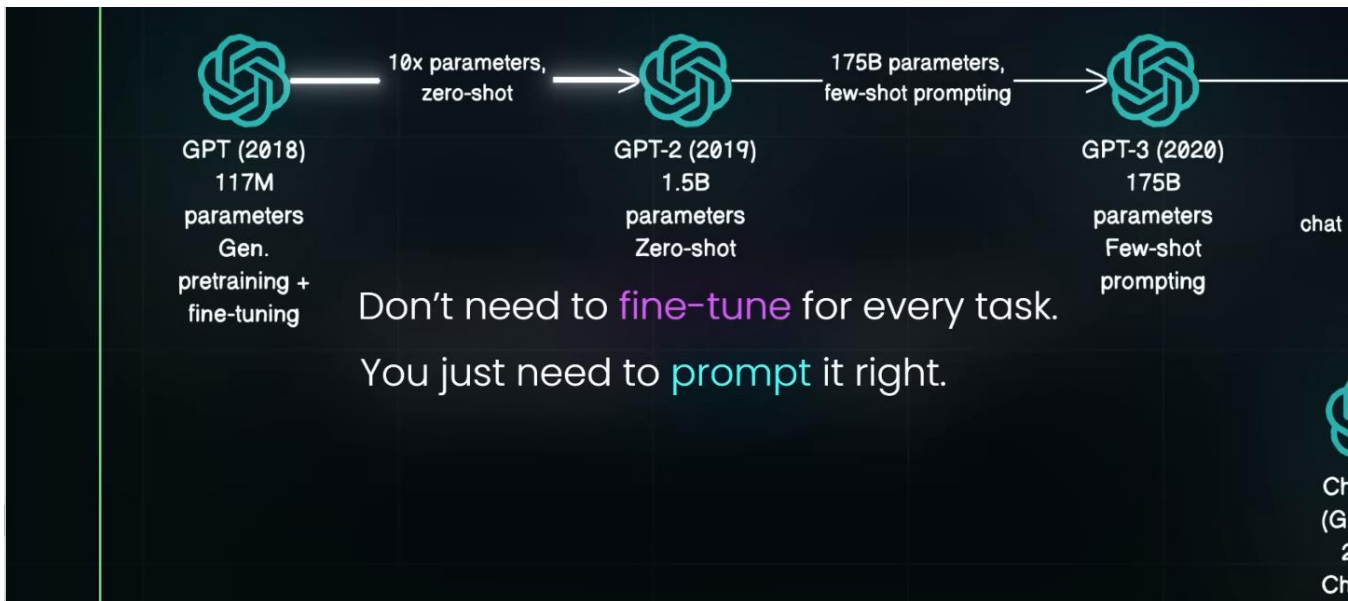 10x parameters,
zero-shot
175B parameters,
few-shot prompting
GPT (2018)
117M
parameters
Gen.
pretraining +
fine-tuning
GPT-2 (2019)
1.5B
parameters
Zero-shot
GPT-3 (2020)
175B
parameters
Few-shot
prompting
chat
Don't need to fine-tune for every task.
You just need to prompt it right.